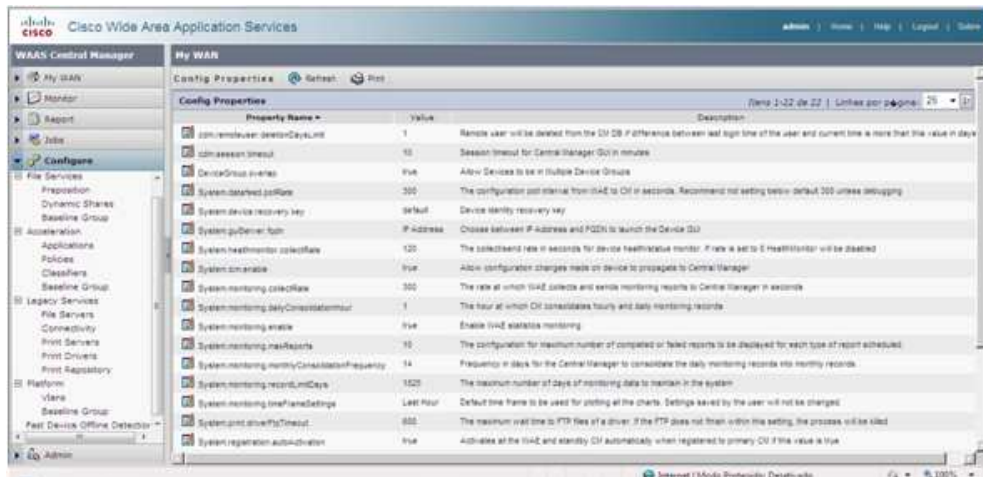 CISCO Cisco Wide Area Application Services
admin | Home | Help | Logout | Sobre
WAAS Central Manager
My WAN
My WAN
Monitor
Report
Jobs
Configure
File Services
Preposition
Dynamic Shares
Baseline Group
Acceleration
Applications
Policies
Classifiers
Baseline Group
Legacy Services
File Servers
Connectivity
Print Servers
Print Drivers
Print Repository
Platform
Vlans
Baseline Group
Fast Device Offline Detection
Admin
Config Properties Refresh Print
Config Properties
Itens 1-22 de 22 | Linhas por página: 25
Property Name Value Description
cdm.remoteuser.deletionDaysLimit 1 Remote user will be deleted from the CM DB if difference between last login time of the user and current time is more than this value in days
cdm.session.timeout 10 Session timeout for Central Manager GUI in minutes
DeviceGroup.overlap true Allow Devices to be in Multiple Device Groups
System.datafeed.pollRate 300 The configuration poll interval from WAE to CM in seconds. Recommend not setting below default 300 unless debugging
System.device.recovery.key default Device identity recovery key
System.guiServer.fqdn IP Address Choose between IP Address and FQDN to launch the Device GUI
System.healthmonitor.collectRate 120 The collect/send rate in seconds for device health/status monitor. If rate is set to 0 HealthMonitor will be disabled
System.lcm.enable true Allow configuration changes made on device to propagate to Central Manager
System.monitoring.collectRate 300 The rate at which WAE collects and sends monitoring reports to Central Manager in seconds
System.monitoring.dailyConsolidationHour 1 The hour at which CM consolidates hourly and daily monitoring records
System.monitoring.enable true Enable WAE statistics monitoring
System.monitoring.maxReports 10 The configuration for maximum number of completed or failed reports to be displayed for each type of report scheduled.
System.monitoring.monthlyConsolidationFrequency 14 Frequency in days for the Central Manager to consolidate the daily monitoring records into monthly records.
System.monitoring.recordLimitDays 1825 The maximum number of days of monitoring data to maintain in the system
System.monitoring.timeFrameSettings Last Hour Default time frame to be used for plotting all the charts. Settings saved by the user will not be changed
System.print.driverFtpTimeout 600 The maximum wait time to FTP files of a driver. If the FTP does not finish within this setting, the process will be killed
System.registration.autoActivation true Activates all the WAE and standby CM automatically when registered to primary CM if this value is true
Internet | Modo Protegido: Desativado 100%